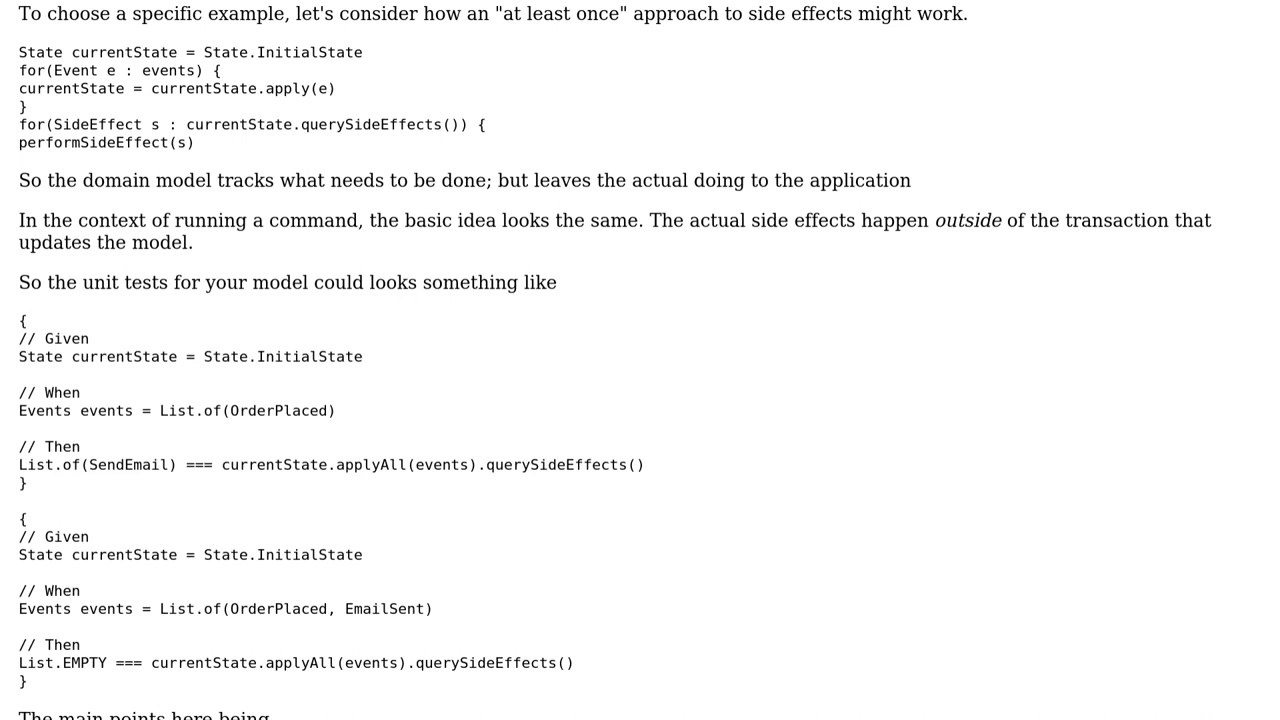 To choose a specific example, let's consider how an "at least once" approach to side effects might work.
State currentState = State.InitialState
for(Event e : events) {
currentState = currentState.apply(e)
}
for(SideEffect s : currentState.querySideEffects()) {
performSideEffect(s)
So the domain model tracks what needs to be done; but leaves the actual doing to the application
In the context of running a command, the basic idea looks the same. The actual side effects happen outside of the transaction that
updates the model.
So the unit tests for your model could looks something like
{
// Given
State currentState = State.InitialState
// When
Events events = List.of(OrderPlaced)
// Then
List.of(SendEmail) === currentState.applyAll(events).querySideEffects()
}
{
// Given
State currentState = State.InitialState
// When
Events events = List.of(OrderPlaced, EmailSent)
// Then
List.EMPTY === currentState.applyAll(events).querySideEffects()
}
The main points here being